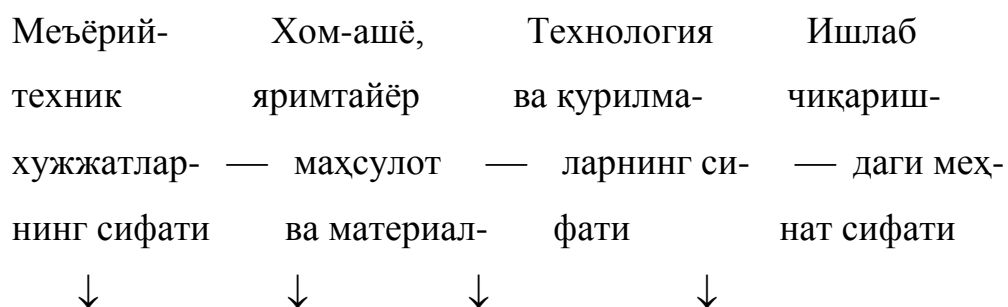 Меъёрий- Хом-ашё, Технология Ишлаб
техник яримтайёр ва қурилма- чиқариш-
хужжатлар- — маҳсулот — ларнинг си- — даги меҳ-
нинг сифати ва материал- фати нат сифати
↓ ↓ ↓ ↓